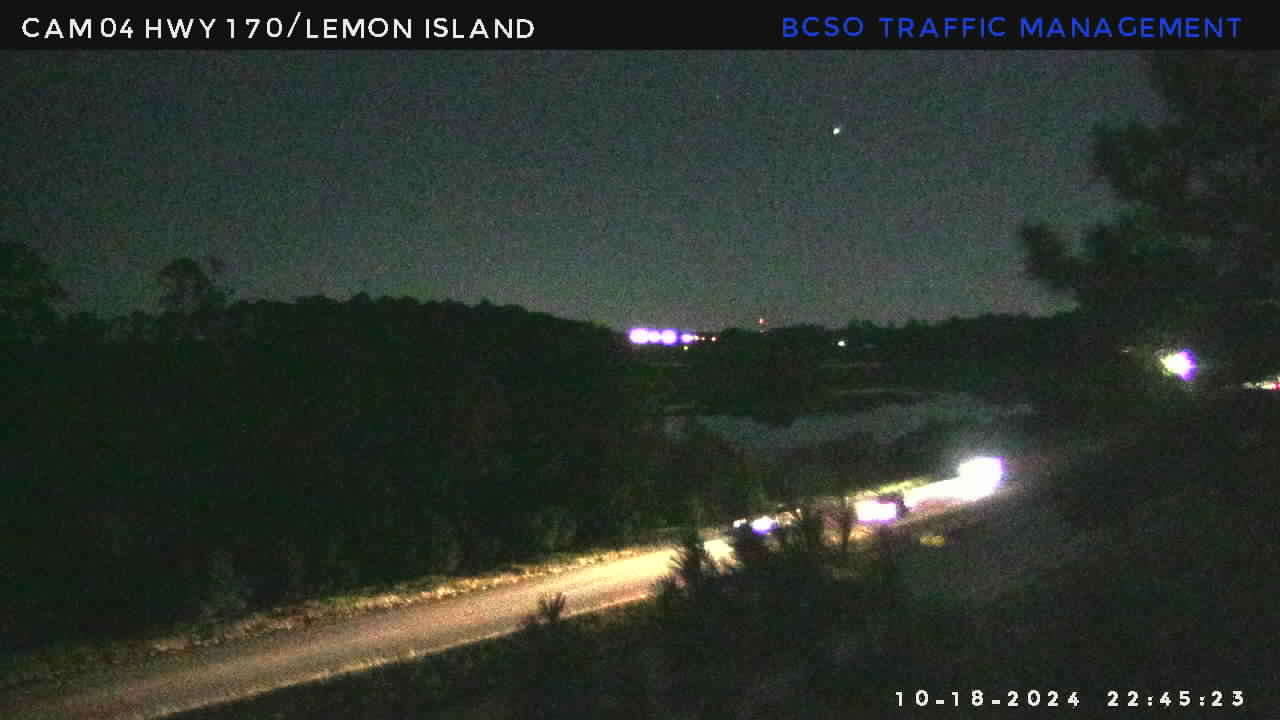 CAM04 HWY 170/LEMON ISLAND
BCSO TRAFFIC MANAGEMENT
10-18-2024 22:45:23